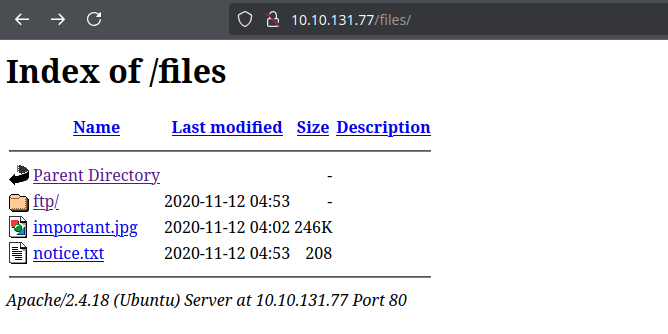 10.10.131.77/files/
Index of /files
Name Last modified Size Description
Parent Directory -
ftp/ 2020-11-12 04:53 -
important.jpg 2020-11-12 04:02 246K
notice.txt 2020-11-12 04:53 208
Apache/2.4.18 (Ubuntu) Server at 10.10.131.77 Port 80